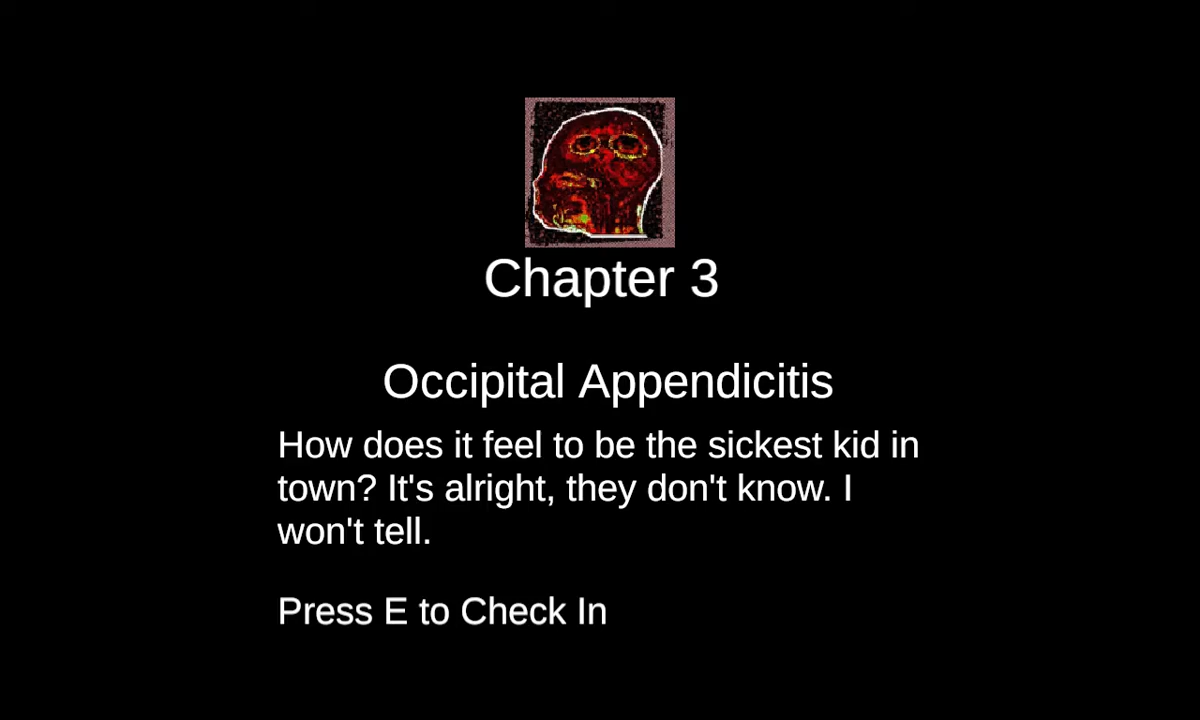 Chapter 3
Occipital Appendicitis
How does it feel to be the sickest kid in
town? It's alright, they don't know. I
won't tell.
Press E to Check In